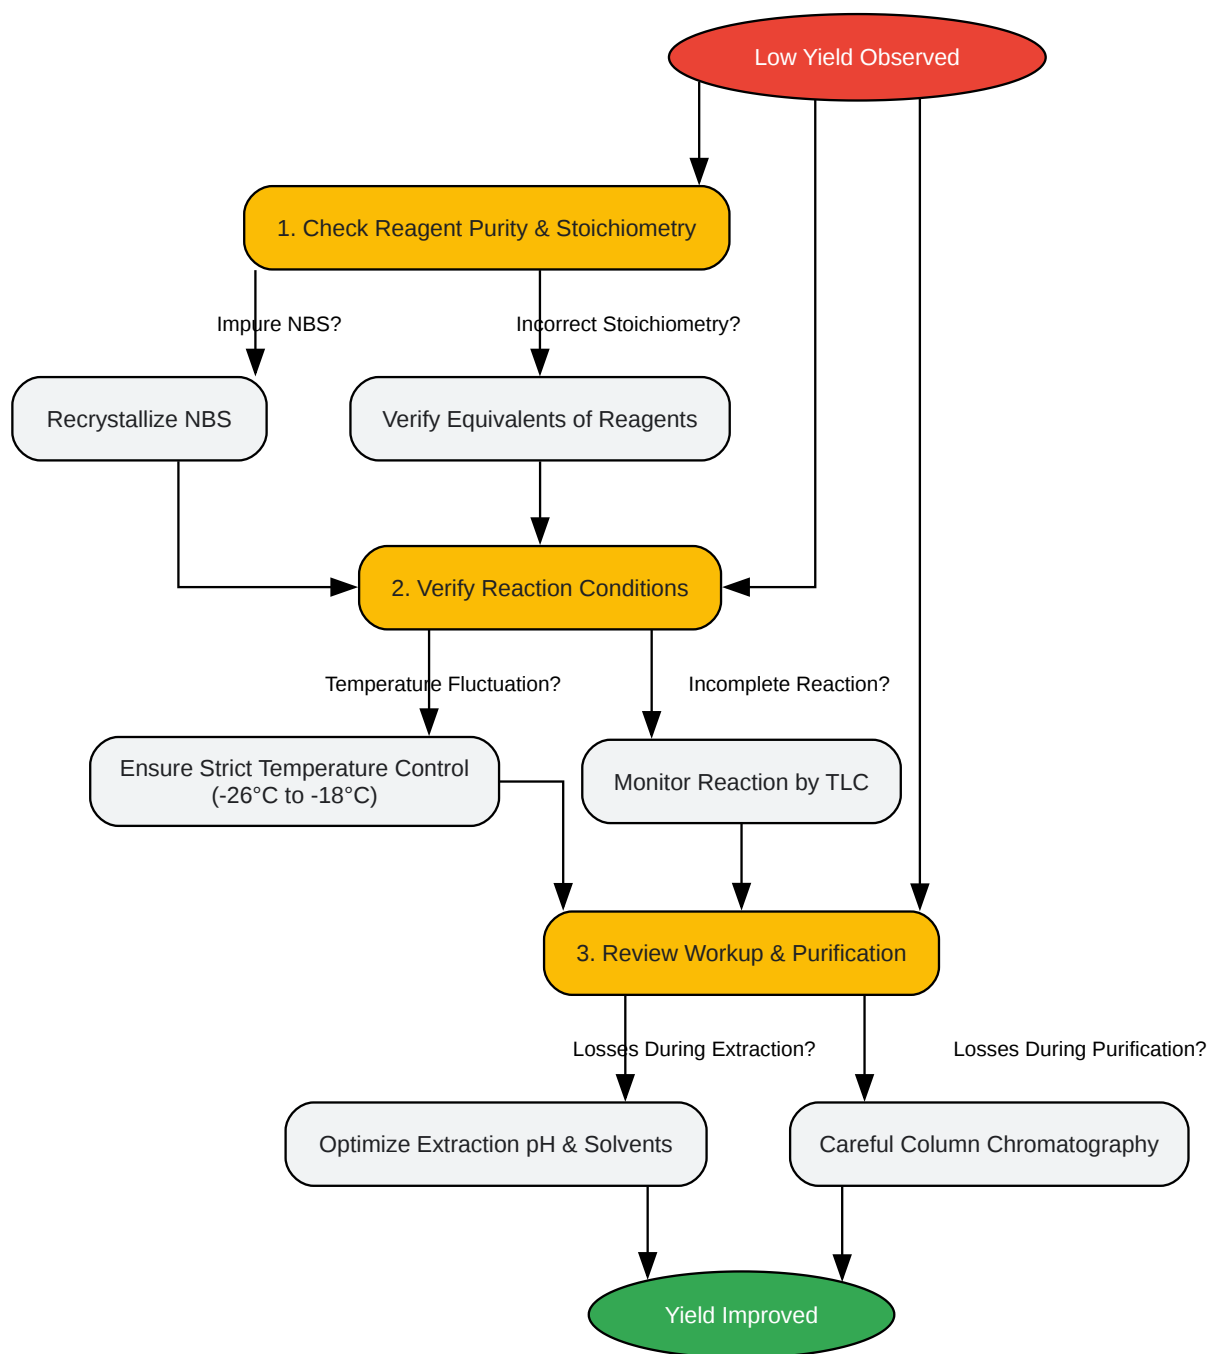 Low Yield Observed
1. Check Reagent Purity & Stoichiometry
Impure NBS?
Incorrect Stoichiometry?
Recrystallize NBS
Verify Equivalents of Reagents
2. Verify Reaction Conditions
Temperature Fluctuation?
Incomplete Reaction?
Ensure Strict Temperature Control
(-26°C to -18°C)
Monitor Reaction by TLC
3. Review Workup & Purification
Losses During Extraction?
Losses During Purification?
Optimize Extraction pH & Solvents
Careful Column Chromatography
Yield Improved